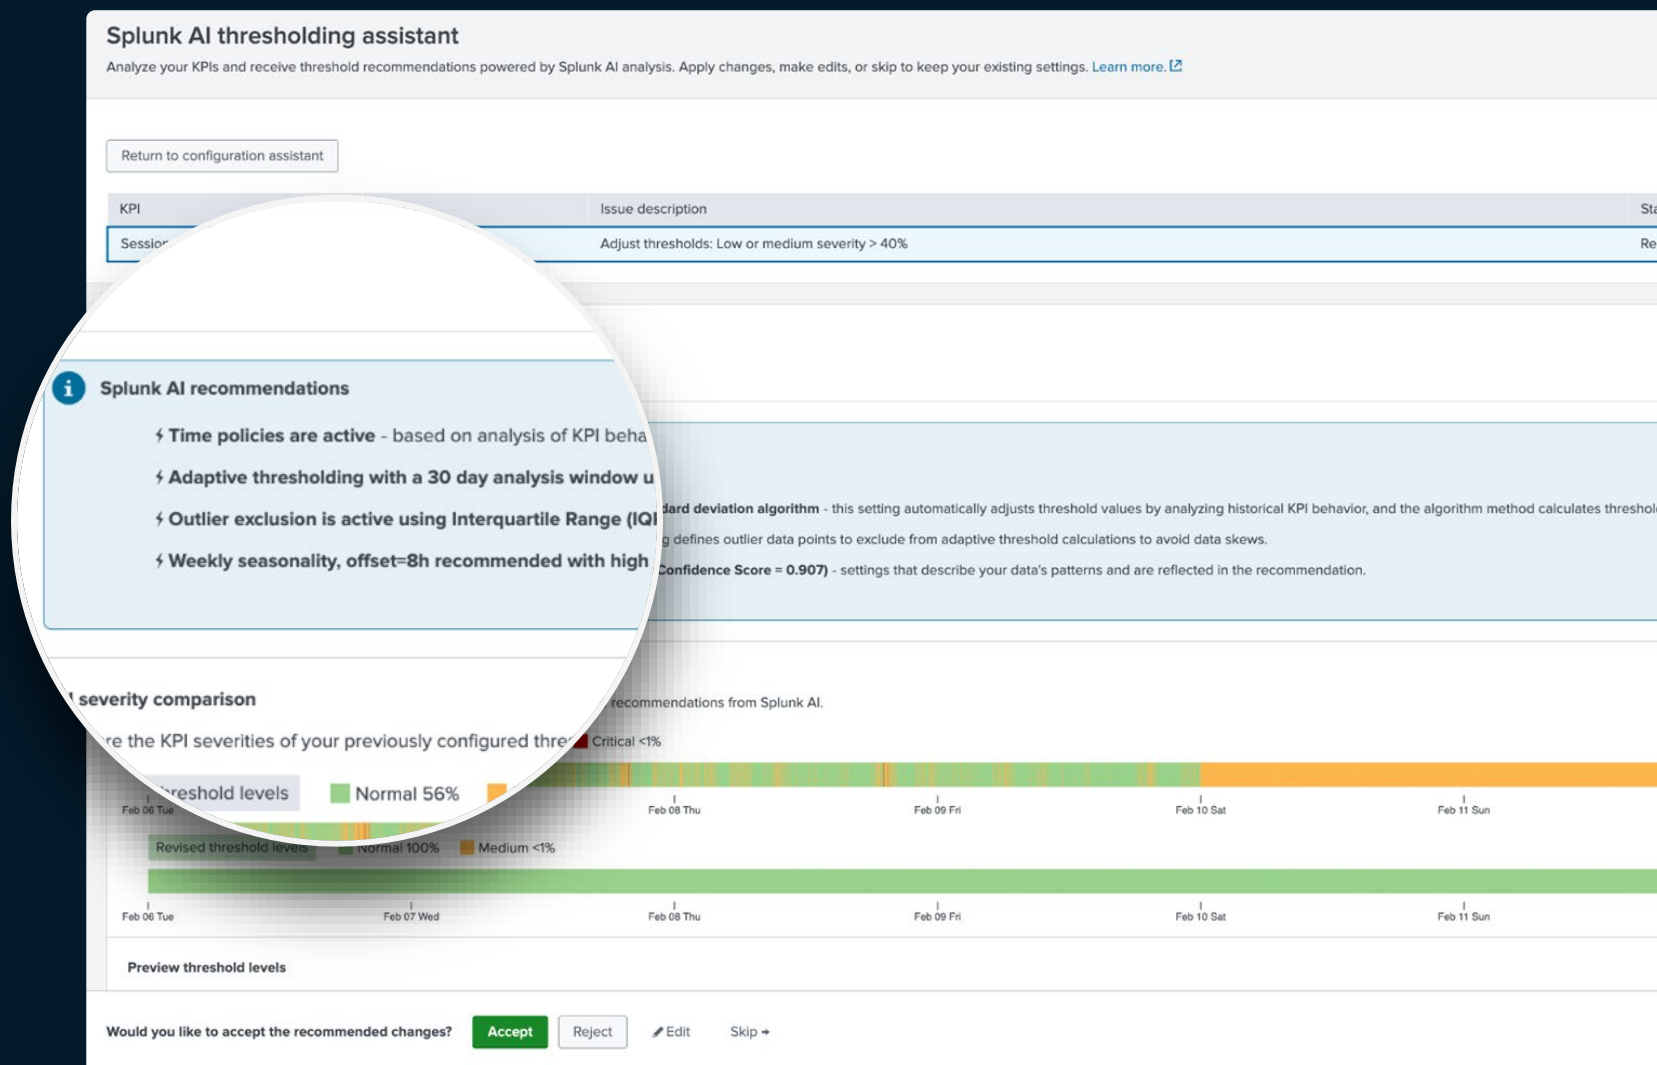 Splunk AI thresholding assistant
Analyze your KPIs and receive threshold recommendations powered by Splunk AI analysis. Apply changes, make edits, or skip to keep your existing settings. Learn more.
Return to configuration assistant
KPI Issue description
Adjust thresholds: Low or medium severity > 40%
Splunk AI recommendations
Time policies are active - based on analysis of KPI
Adaptive thresholding with a 30 day analysis window
deviation algorithm - this setting automatically adjusts threshold values by analyzing historical KPI behavior, and the algorithm method calculates
Outlier exclusion is active using Interquartile Range
defines outlier data points to exclude from adaptive threshold calculations to avoid data skews.
Weekly seasonality, offset=8h recommended with high
Confidence Score = 0.907) - settings that describe your data's patterns and are reflected in the recommendation.
severity comparison
recommendations from Splunk AI.
the KPI severities of your previously configured
Critical <1%
levels Normal 56%
Feb 06 Tue Feb 08 Thu Feb 09 Fri Feb 10 Sat Feb 11 Sun
Revised threshold levels Normal 100% Medium <1%
Feb 06 Tue Feb 07 Wed Feb 08 Thu Feb 09 Fri Feb 10 Sat Feb 11 Sun
Preview threshold levels
Would you like to accept the recommended changes? Accept Reject Edit Skip